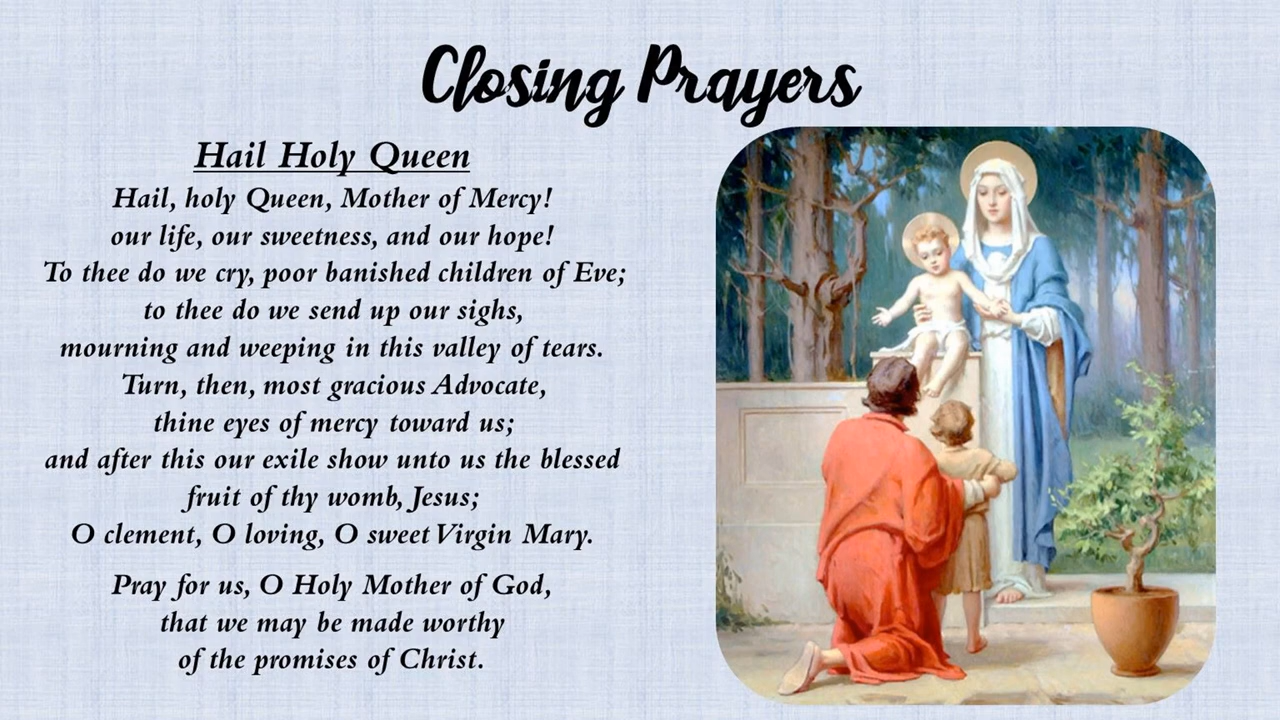 Closing Prayers
Hail Holy Queen
Hail, holy Queen, Mother of Mercy!
our life, our sweetness, and our hope!
To thee do we cry, poor banished children of Eve;
to thee do we send up our sighs,
mourning and weeping in this valley of tears.
Turn, then, most gracious Advocate,
thine eyes of mercy toward us;
and after this our exile show unto us the blessed
fruit of thy womb, Jesus;
O clement, O loving, O sweet Virgin Mary.
Pray for us, O Holy Mother of God,
that we may be made worthy
of the promises of Christ.